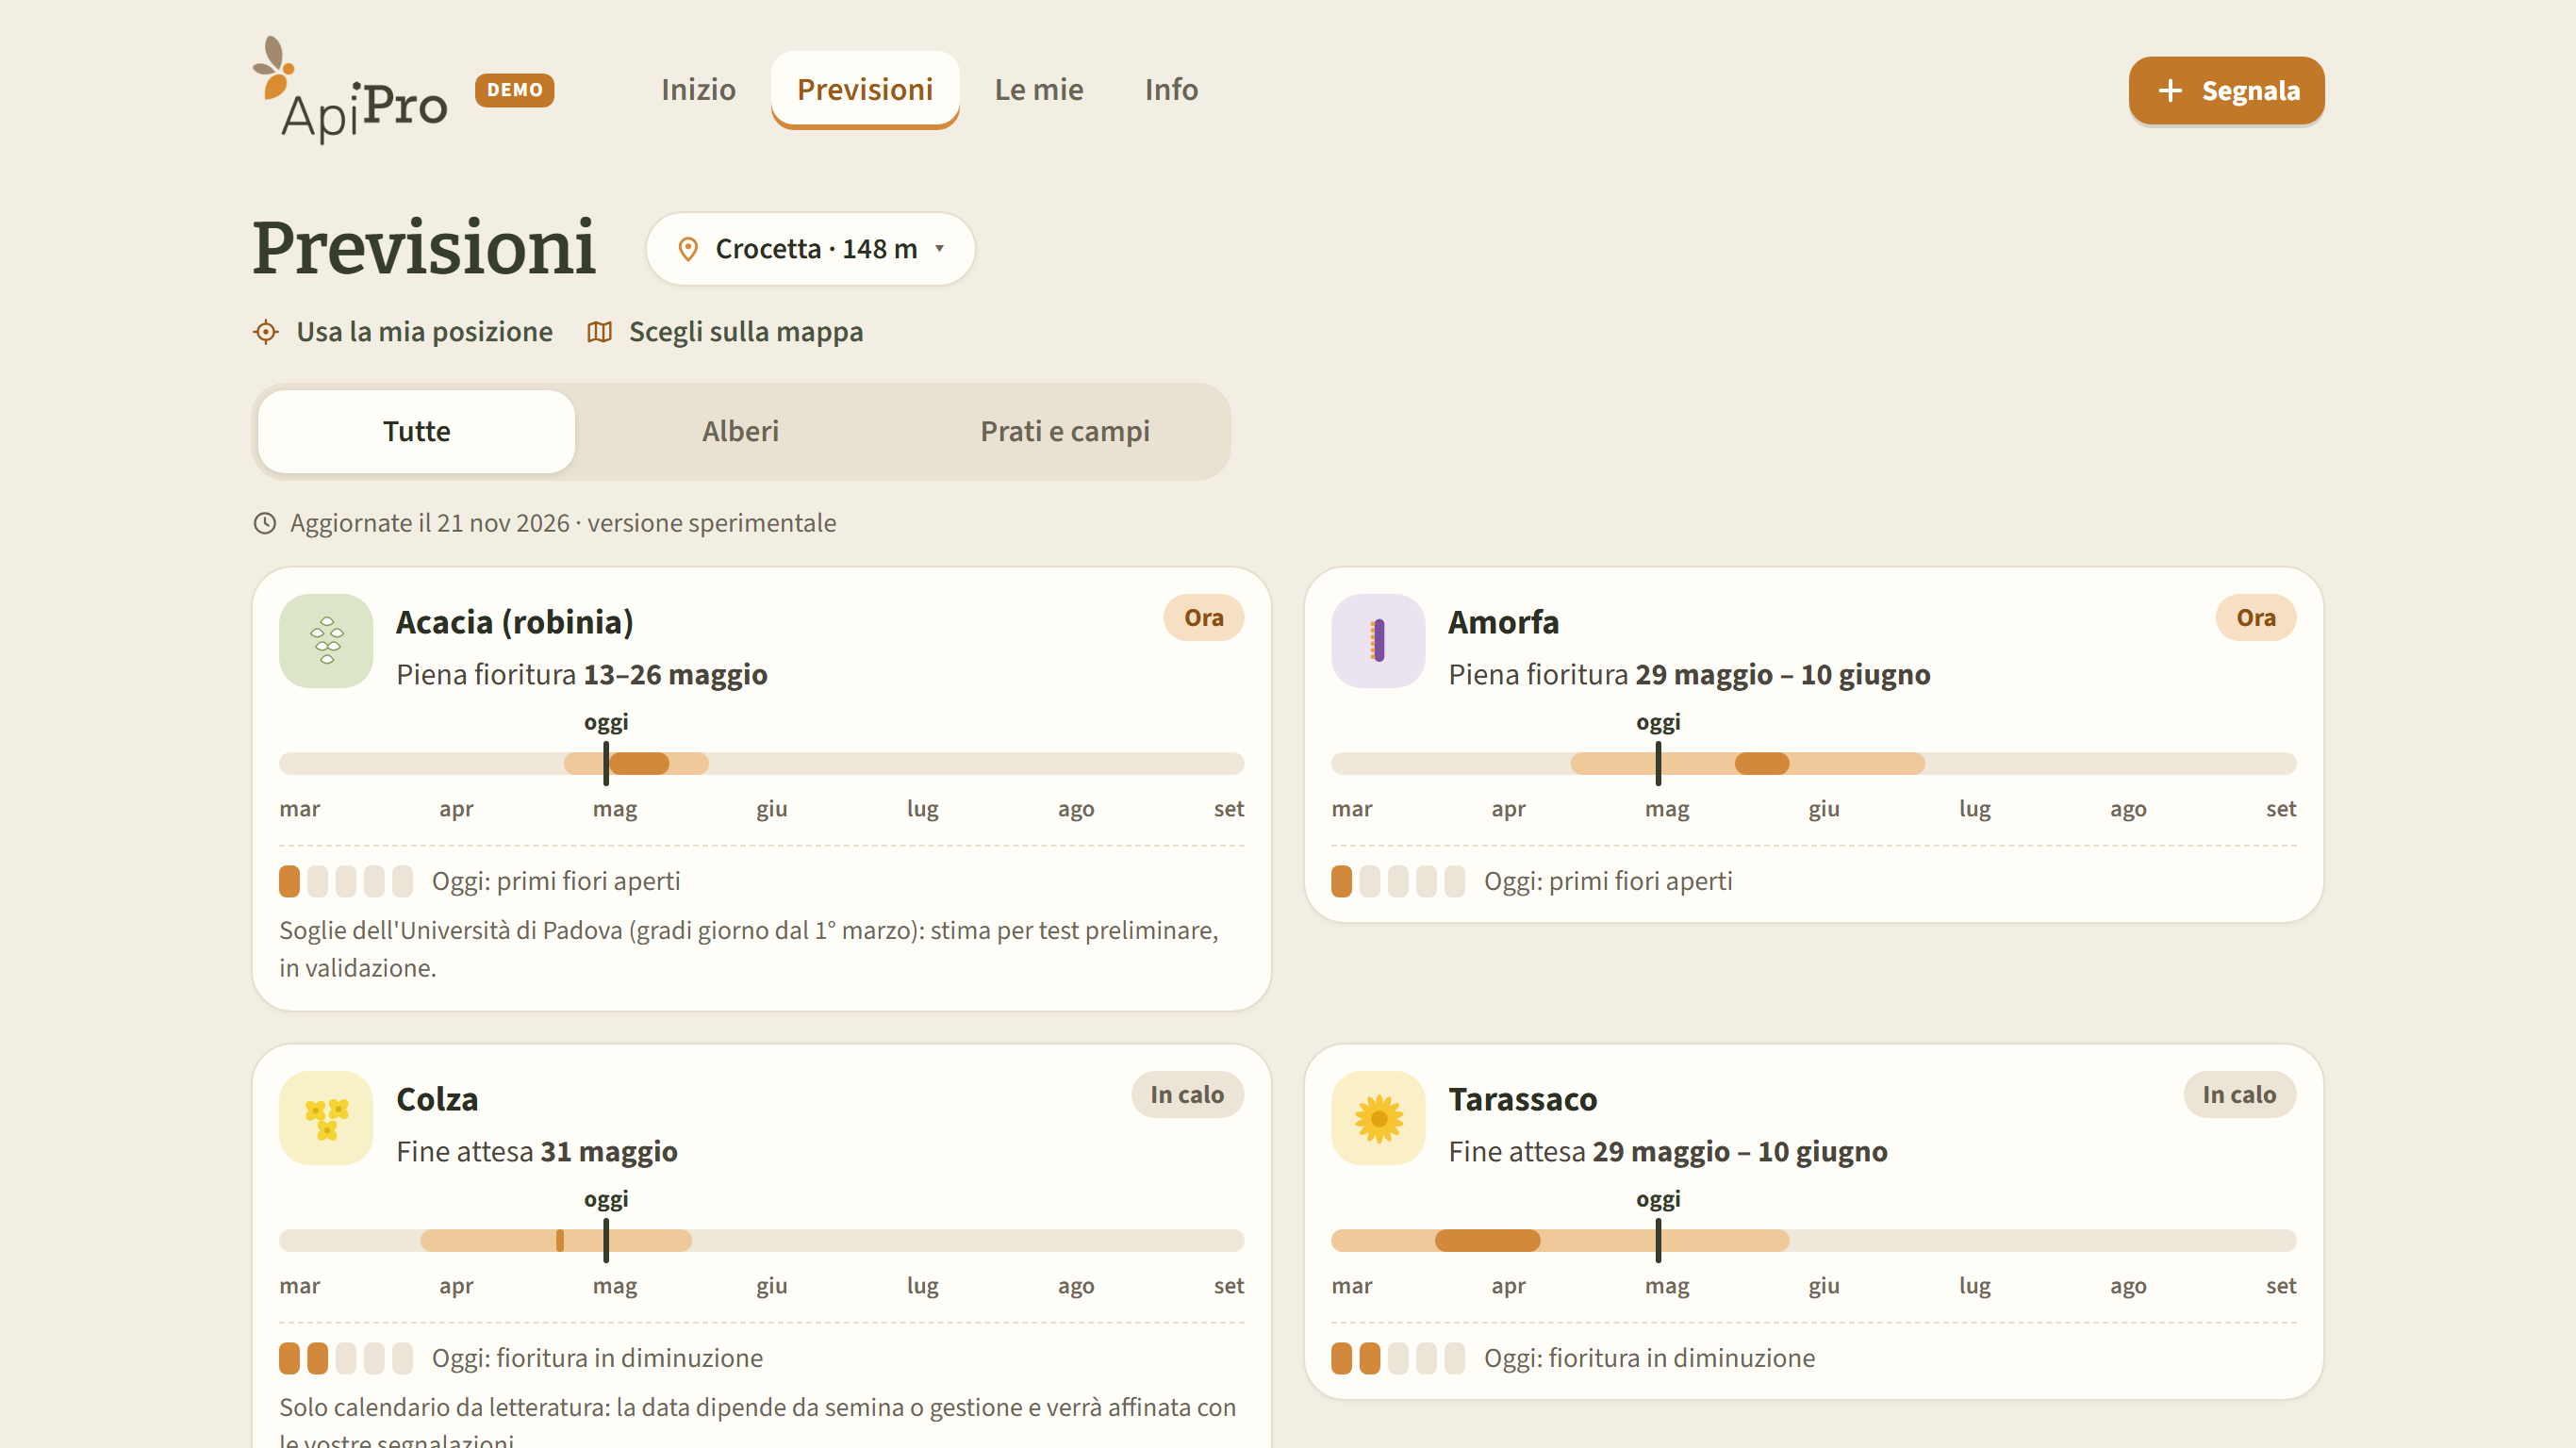 ApiPro
DEMO
Inizio
Previsioni
Le mie
Info
+ Segnala
Previsioni
Crocetta · 148 m
Usa la mia posizione
Scegli sulla mappa
Tutte
Alberi
Prati e campi
Aggiornate il 21 nov 2026 · versione sperimentale
Acacia (robinia)
Ora
Piena fioritura 13–26 maggio
oggi
mar apr mag giu lug ago set
Oggi: primi fiori aperti
Soglie dell'Università di Padova (gradi giorno dal 1° marzo): stima per test preliminare,
in validazione.
Amorfa
Ora
Piena fioritura 29 maggio – 10 giugno
oggi
mar apr mag giu lug ago set
Oggi: primi fiori aperti
Colza
In calo
Fine attesa 31 maggio
oggi
mar apr mag giu lug ago set
Oggi: fioritura in diminuzione
Solo calendario da letteratura: la data dipende da semina o gestione e verrà affinata con
le vostre segnalazioni
Tarassaco
In calo
Fine attesa 29 maggio – 10 giugno
oggi
mar apr mag giu lug ago set
Oggi: fioritura in diminuzione